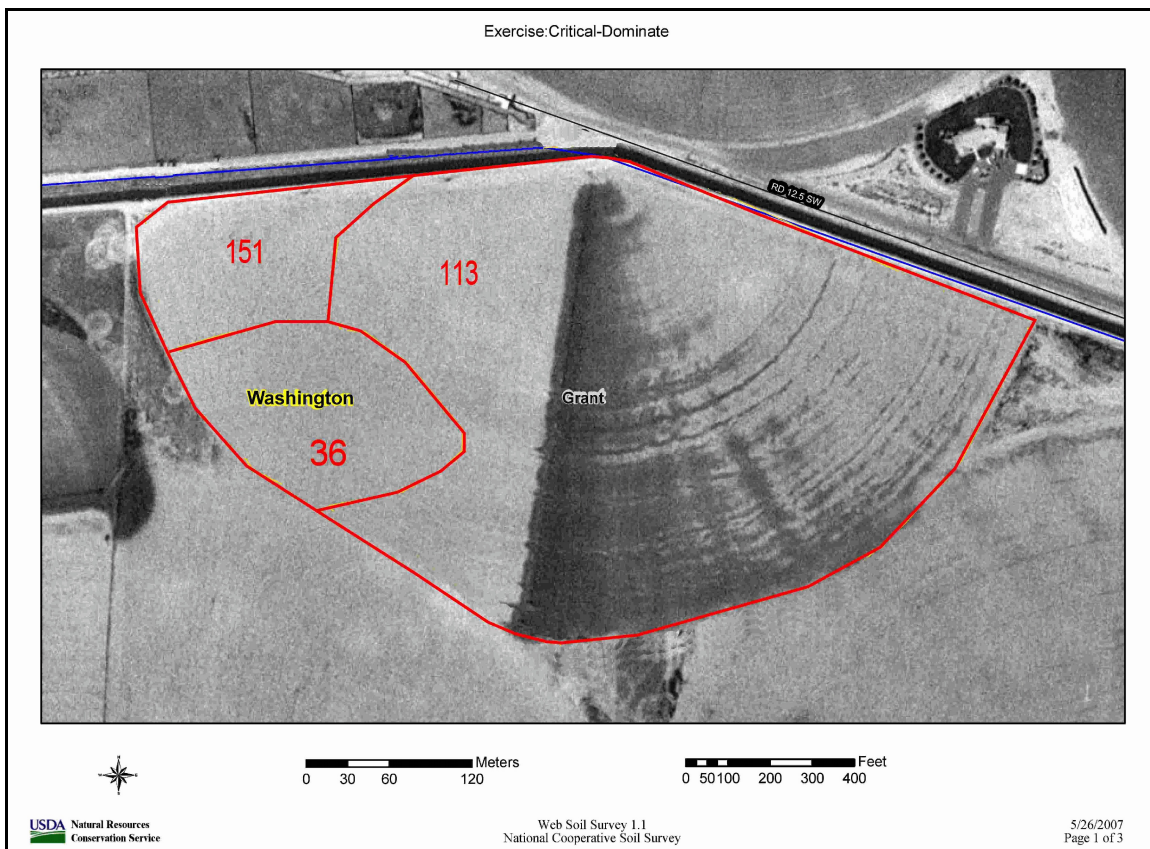 Exercise:Critical-Dominate
RD 12.5 SW
151
113
Washington
Grant
36
Meters
0 30 60 120
Feet
0 50 100 200 300 400
USDA Natural Resources
Conservation Service
Web Soil Survey 1.1
National Cooperative Soil Survey
5/26/2007
Page 1 of 3